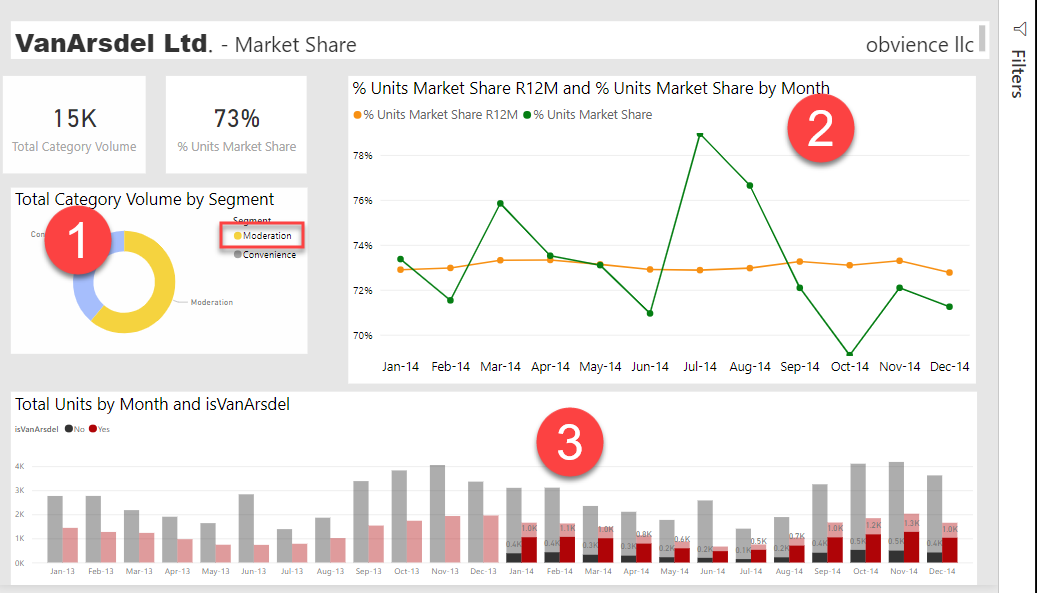 VanArsdel Ltd. - Market Share
obvience llc
Filters
15K
Total Category Volume
73%
% Units Market Share
Total Category Volume by Segment
Segment
Moderation
Convenience
Moderation
1
% Units Market Share R12M and % Units Market Share by Month
% Units Market Share R12M % Units Market Share
2
78%
76%
74%
72%
70%
Jan-14 Feb-14 Mar-14 Apr-14 May-14 Jun-14 Jul-14 Aug-14 Sep-14 Oct-14 Nov-14 Dec-14
Total Units by Month and isVanArsdel
isVanArsdel No Yes
3
4K
3K
2K
1K
0K
1.0K 1.1K 1.0K 0.8K 0.6K 0.5K 0.7K 1.0K 1.2K 1.3K 1.0K
0.4K 0.4K 0.3K 0.3K 0.2K 0.2K 0.1K 0.2K 0.4K 0.5K 0.5K 0.4K
Jan-13 Feb-13 Mar-13 Apr-13 May-13 Jun-13 Jul-13 Aug-13 Sep-13 Oct-13 Nov-13 Dec-13 Jan-14 Feb-14 Mar-14 Apr-14 May-14 Jun-14 Jul-14 Aug-14 Sep-14 Oct-14 Nov-14 Dec-14